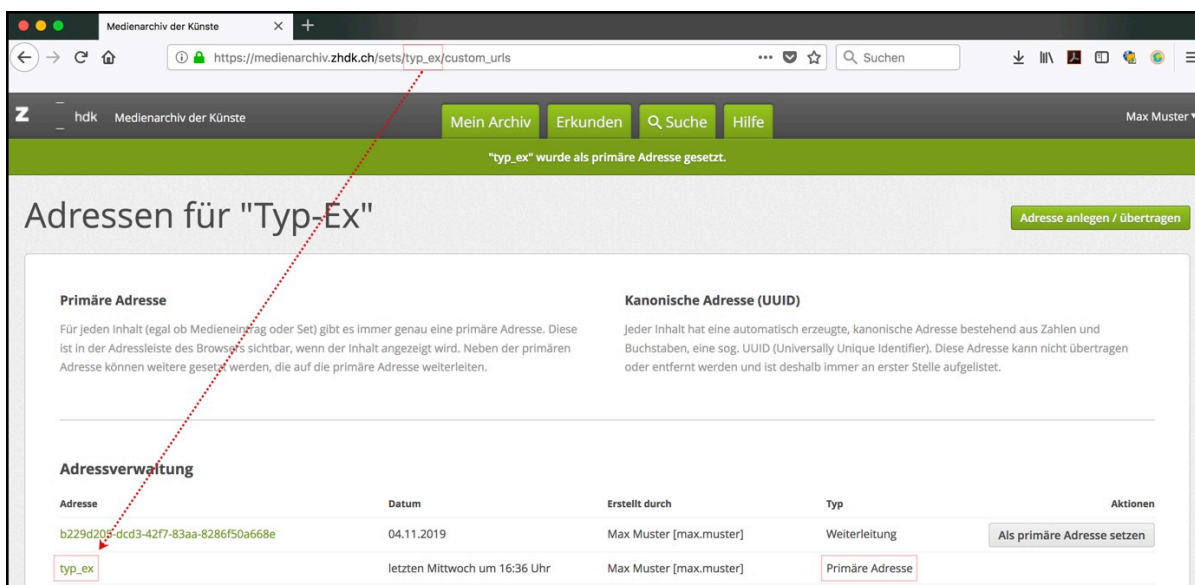 Medienarchiv der Künste
https://medienarchiv.zhdk.ch/sets/typ_ex/custom_urls
Suchen
Z hdk Medienarchiv der Künste
Mein Archiv Erkunden Suche Hilfe
Max Muster
"typ_ex" wurde als primäre Adresse gesetzt.
Adressen für "Typ-Ex"
Adresse anlegen / übertragen
Primäre Adresse
Für jeden Inhalt (egal ob Medieneintrag oder Set) gibt es immer genau eine primäre Adresse. Diese
ist in der Adressleiste des Browsers sichtbar, wenn der Inhalt angezeigt wird. Neben der primären
Adresse können weitere gesetzt werden, die auf die primäre Adresse weiterleiten.
Kanonische Adresse (UUID)
Jeder Inhalt hat eine automatisch erzeugte, kanonische Adresse bestehend aus Zahlen und
Buchstaben, eine sog. UUID (Universally Unique Identifier). Diese Adresse kann nicht übertragen
oder entfernt werden und ist deshalb immer an erster Stelle aufgelistet.
Adressverwaltung
Adresse Datum Erstellt durch Typ Aktionen
b229d205-dcd3-42f7-83aa-8286f50a668e 04.11.2019 Max Muster [max.muster] Weiterleitung Als primäre Adresse setzen
typ_ex letzten Mittwoch um 16:36 Uhr Max Muster [max.muster] Primäre Adresse